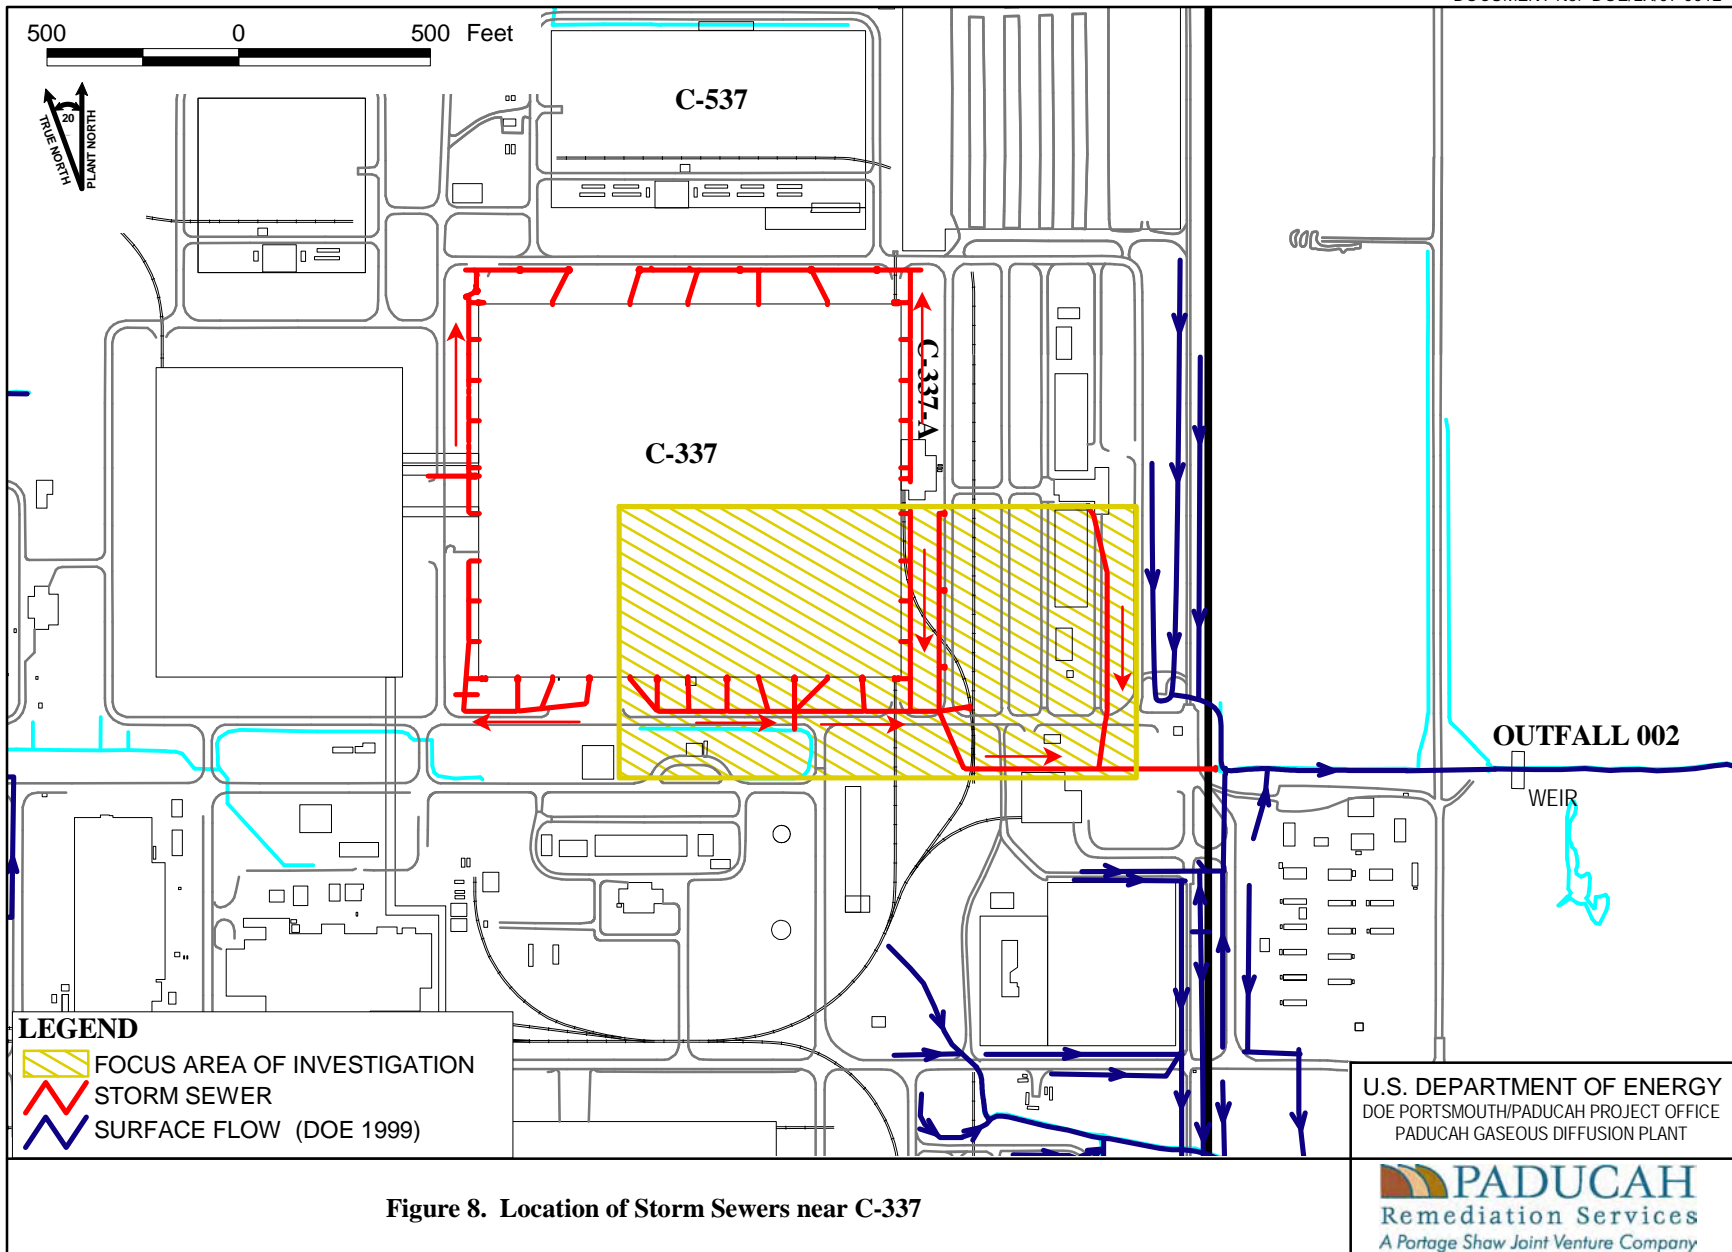 500 0 500 Feet
20
TRUE NORTH
PLANT NORTH
C-537
C-337-A
C-337
OUTFALL 002
WEIR
LEGEND
FOCUS AREA OF INVESTIGATION
STORM SEWER
SURFACE FLOW (DOE 1999)
U.S. DEPARTMENT OF ENERGY
DOE PORTSMOUTH/PADUCAH PROJECT OFFICE
PADUCAH GASEOUS DIFFUSION PLANT
Figure 8. Location of Storm Sewers near C-337
PADUCAH
Remediation Services
A Portage Shaw Joint Venture Company